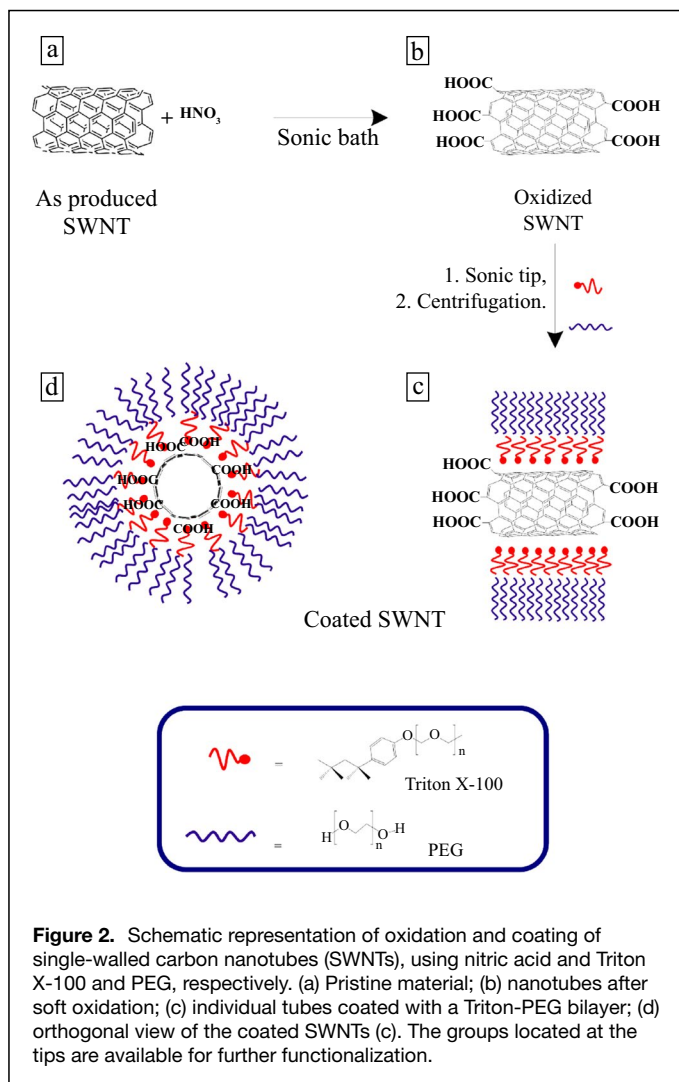 a
b
+ HNO3
Sonic bath
As produced
SWNT
HOOC
HOOC
HOOC
COOH
COOH
Oxidized
SWNT
1. Sonic tip,
2. Centrifugation.
d
c
HOOC
COOH
HOOC
COOH
HOOC
COOH
COOH
HOOC
HOOC
HOOC
COOH
COOH
Coated SWNT
=
O
O
n
Triton X-100
=
H
O
O
H
n
PEG
Figure 2. Schematic representation of oxidation and coating of
single-walled carbon nanotubes (SWNTs), using nitric acid and Triton
X-100 and PEG, respectively. (a) Pristine material; (b) nanotubes after
soft oxidation; (c) individual tubes coated with a Triton-PEG bilayer; (d)
orthogonal view of the coated SWNTs (c). The groups located at the
tips are available for further functionalization.